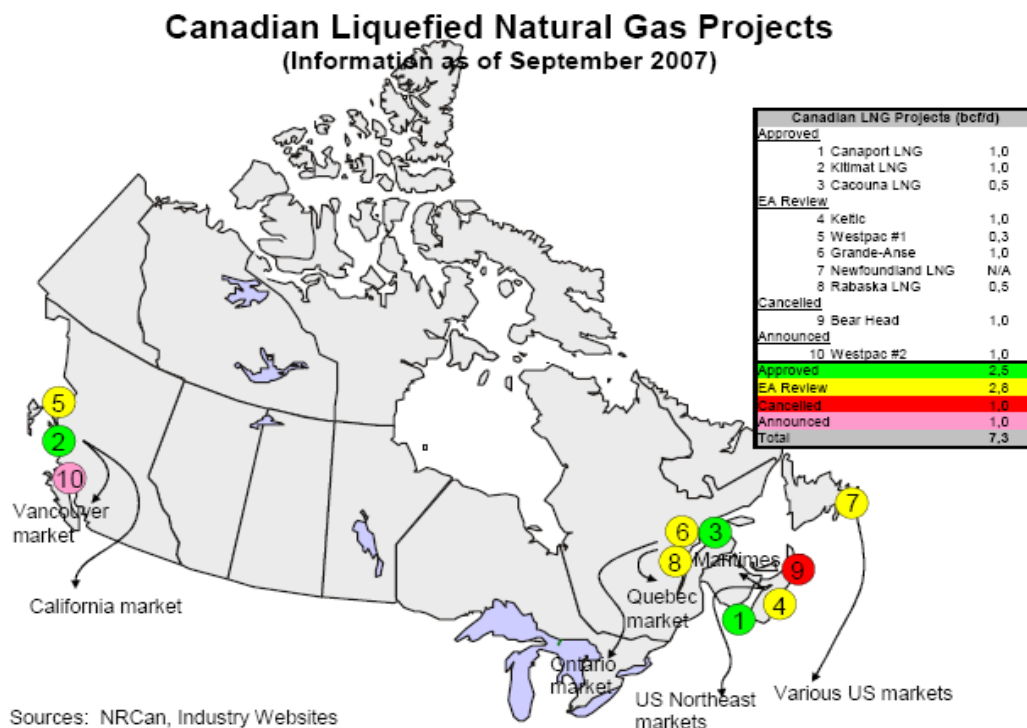 Canadian Liquefied Natural Gas Projects
(Information as of September 2007)
Canadian LNG Projects (bcf/d)
Approved
1 Canaport LNG 1,0
2 Kitimat LNG 1,0
3 Cacouna LNG 0,5
EA Review
4 Keltic 1,0
5 Westpac #1 0,3
6 Grande-Anse 1,0
7 Newfoundland LNG N/A
8 Rabaska LNG 0,5
Cancelled
9 Bear Head 1,0
Announced
10 Westpac #2 1,0
Approved 2,5
EA Review 2,8
Cancelled 1,0
Announced 1,0
Total 7,3
5
2
10
Vancouver
market
California market
6
3
7
8
Maritimes
9
Quebec
market
4
1
Ontario
market
US Northeast
markets
Various US markets
Sources: NRCan, Industry Websites